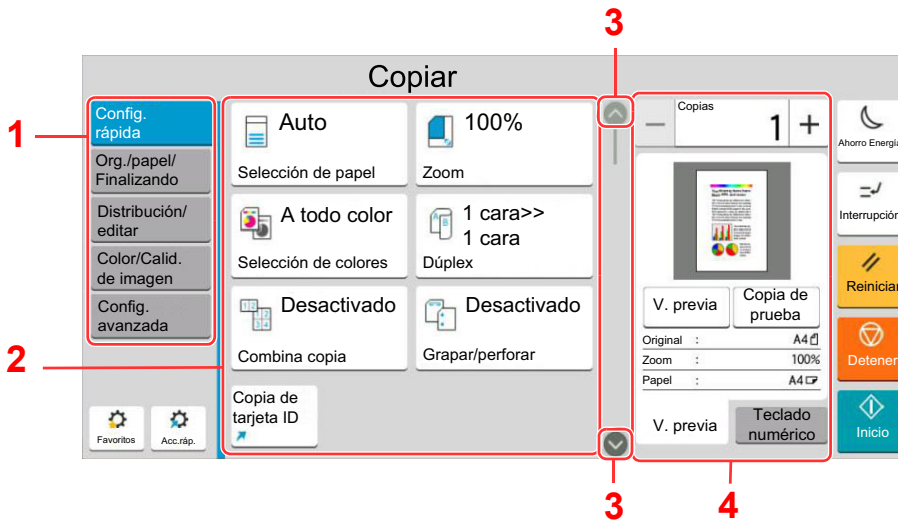 3
Copiar
1
Config.
rápida
Org./papel/
Finalizando
Distribución/
editar
Color/Calid.
de imagen
Config.
avanzada
2
Favoritos
Acc.ráp.
Auto
Selección de papel
100%
Zoom
A todo color
Selección de colores
1 cara>>
1 cara
Dúplex
Desactivado
Combina copia
Desactivado
Grapar/perforar
Copia de
tarjeta ID
Copias
1
V. previa
Copia de
prueba
Original : A4
Zoom : 100%
Papel : A4
V. previa
Teclado
numérico
Ahorro Energía
Interrupción
Reiniciar
Detener
Inicio
3
4